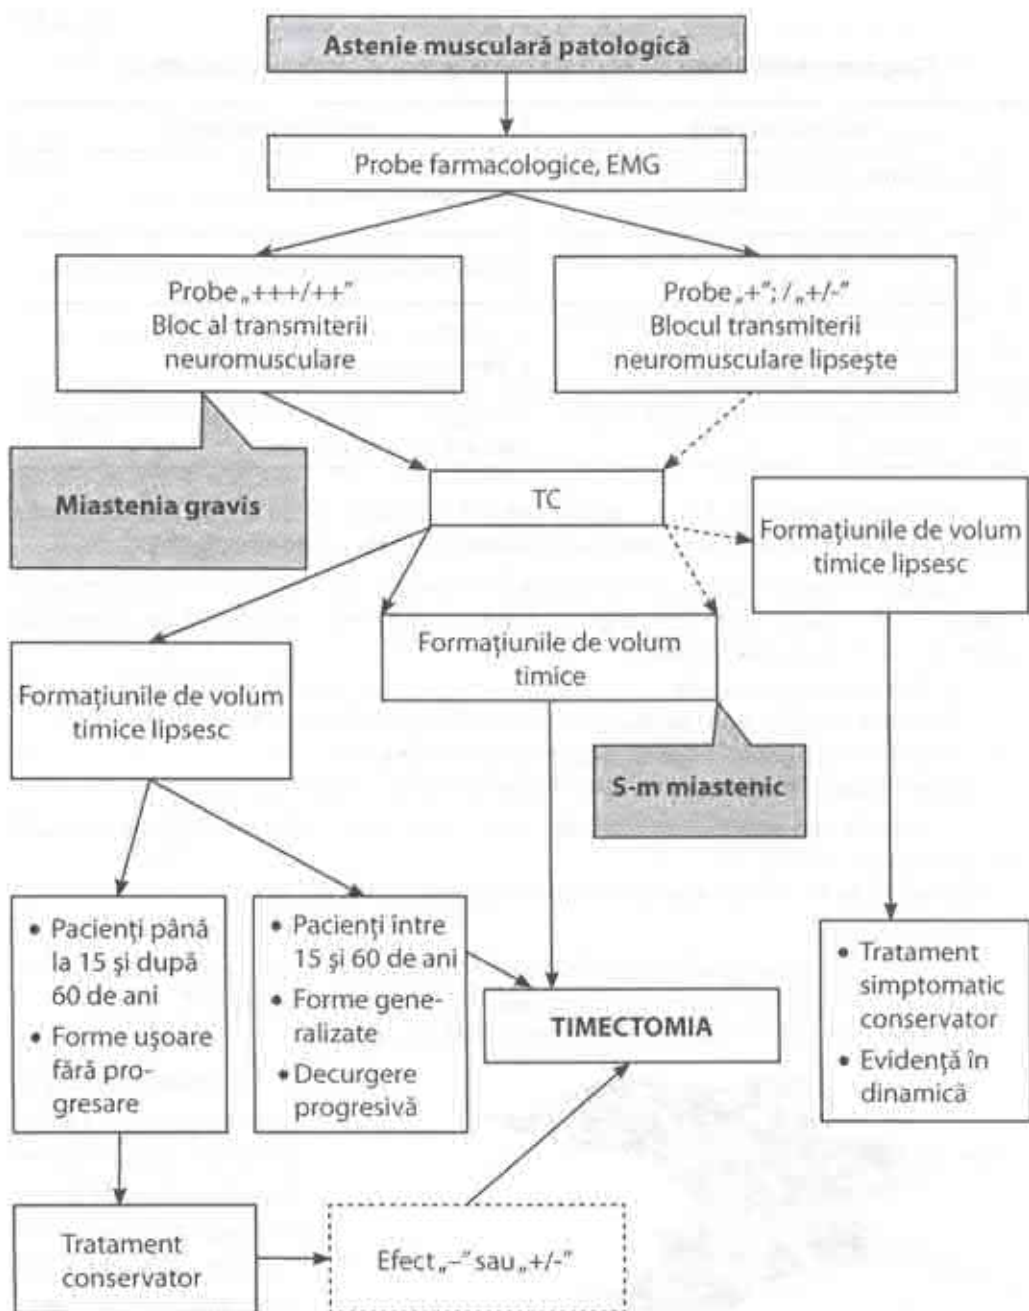 Astenie musculară patologică
Probe farmacologice, EMG
Probe „+++/++”
Bloc al transmiterii
neuromusculare
Probe „+”; / „+/-”
Blocul transmiterii
neuromusculare lipsește
Miastenia gravis
TC
Formațiunile de volum
timice lipsesc
Formațiunile de volum
timice
Formațiunile de volum
timice lipsesc
S-m miastenic
• Pacienți până
la 15 și după
60 de ani
• Forme ușoare
fără pro-
gresare
• Pacienți între
15 și 60 de ani
• Forme gene-
ralizate
• Decurgere
progresivă
TIMECTOMIA
• Tratament
simptomatic
conservator
• Evidență în
dinamică
Tratament
conservator
Efect „–” sau „+/-”